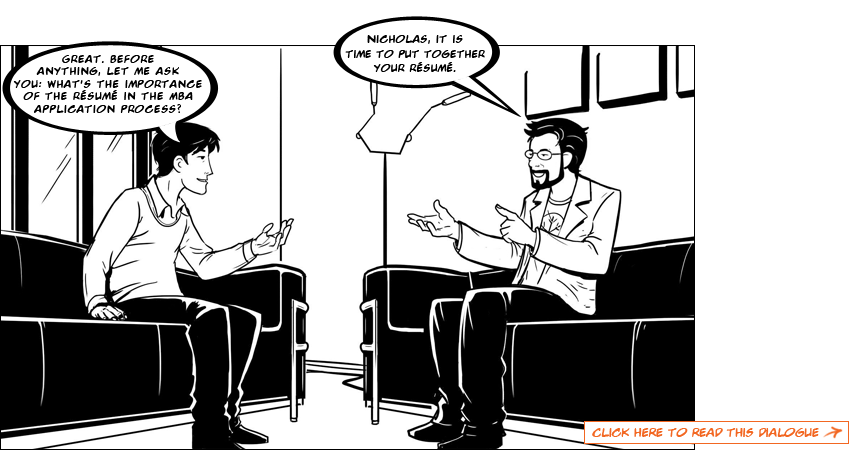 NICHOLAS, IT IS
TIME TO PUT TOGETHER
YOUR RÉSUMÉ.
GREAT. BEFORE
ANYTHING, LET ME ASK
YOU: WHAT'S THE IMPORTANCE
OF THE RÉSUMÉ IN THE MBA
APPLICATION PROCESS?
CLICK HERE TO READ THIS DIALOGUE